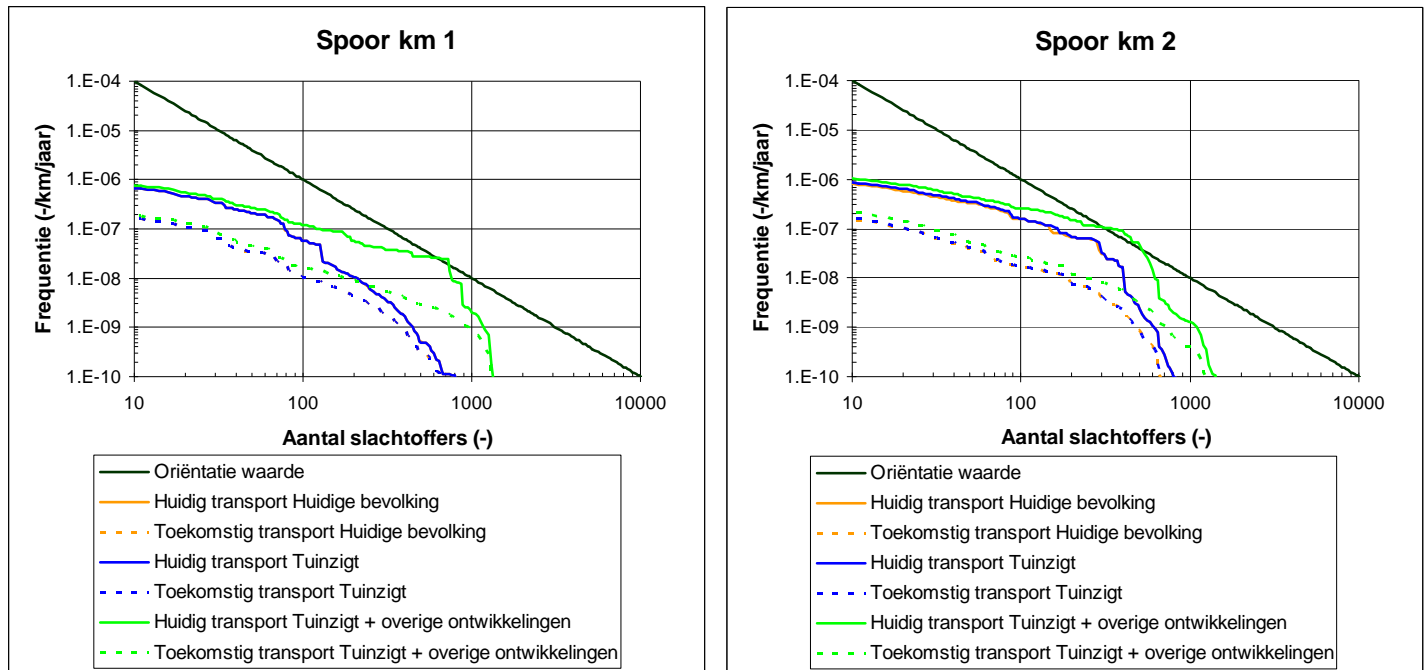 Spoor km 1
Frequentie (-/km/jaar)
1.E-04
1.E-05
1.E-06
1.E-07
1.E-08
1.E-09
1.E-10
10 100 1000 10000
Aantal slachtoffers (-)
Oriëntatie waarde
Huidig transport Huidige bevolking
Toekomstig transport Huidige bevolking
Huidig transport Tuinzigt
Toekomstig transport Tuinzigt
Huidig transport Tuinzigt + overige ontwikkelingen
Toekomstig transport Tuinzigt + overige ontwikkelingen
Spoor km 2
Frequentie (-/km/jaar)
1.E-04
1.E-05
1.E-06
1.E-07
1.E-08
1.E-09
1.E-10
10 100 1000 10000
Aantal slachtoffers (-)
Oriëntatie waarde
Huidig transport Huidige bevolking
Toekomstig transport Huidige bevolking
Huidig transport Tuinzigt
Toekomstig transport Tuinzigt
Huidig transport Tuinzigt + overige ontwikkelingen
Toekomstig transport Tuinzigt + overige ontwikkelingen